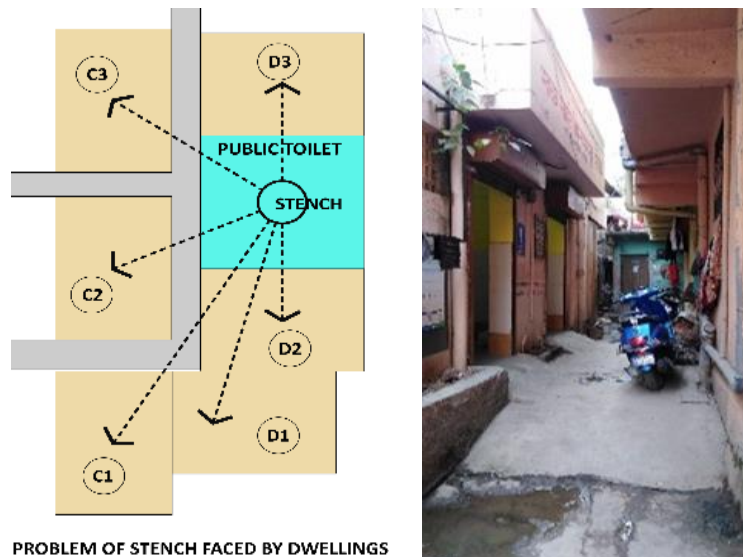 C3
D3
PUBLIC TOILET
STENCH
C2
D2
D1
C1
PROBLEM OF STENCH FACED BY DWELLINGS